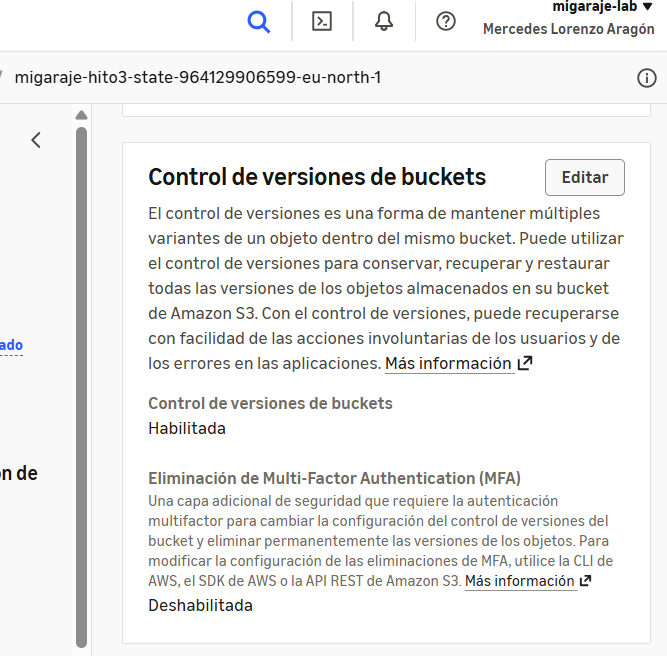 migaraje-lab
Mercedes Lorenzo Aragón
migaraje-hito3-state-964129906599-eu-north-1
Control de versiones de buckets
Editar
El control de versiones es una forma de mantener múltiples
variantes de un objeto dentro del mismo bucket. Puede utilizar
el control de versiones para conservar, recuperar y restaurar
todas las versiones de los objetos almacenados en su bucket
de Amazon S3. Con el control de versiones, puede recuperarse
con facilidad de las acciones involuntarias de los usuarios y de
los errores en las aplicaciones. Más información
ado
Control de versiones de buckets
Habilitada
n de
Eliminación de Multi-Factor Authentication (MFA)
Una capa adicional de seguridad que requiere la autenticación
multifactor para cambiar la configuración del control de versiones del
bucket y eliminar permanentemente las versiones de los objetos. Para
modificar la configuración de las eliminaciones de MFA, utilice la CLI de
AWS, el SDK de AWS o la API REST de Amazon S3. Más información
Deshabilitada